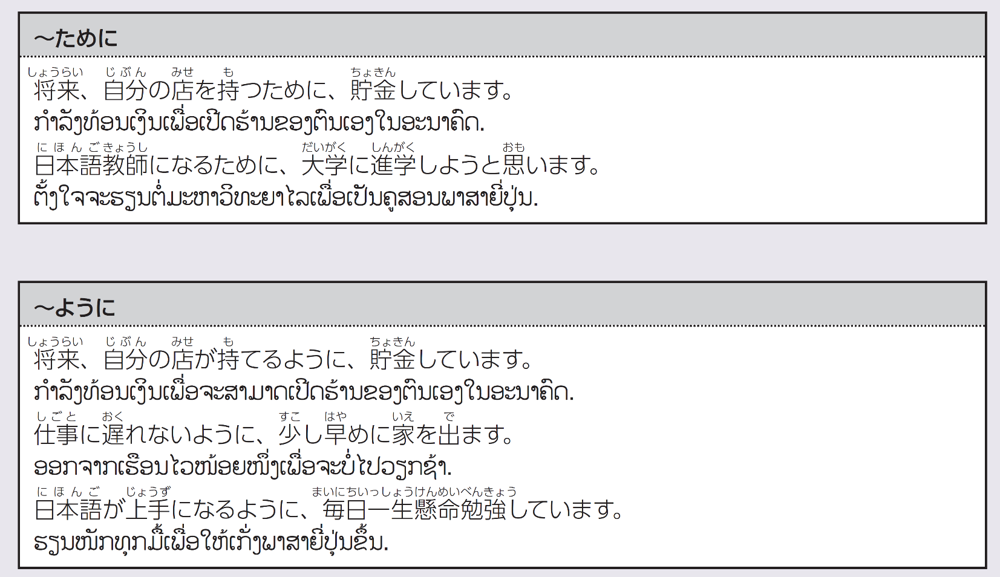 ～ために
しょうらい じぶん みせ も ちょきん
将来、自分の店を持つために、貯金しています。
ກຳລັງທ້ອນເງິນເພື່ອເປີດຮ້ານຂອງຕົນເອງໃນອະນາຄົດ.
にほんごきょうし だいがく しんがく おも
日本語教師になるために、大学に進学しようと思います。
ຕັ້ງໃຈຈະຮຽນຕໍ່ມະຫາວິທະຍາໄລເພື່ອເປັນຄູສອນພາສາຍີ່ປຸ່ນ.
～ように
しょうらい じぶん みせ も ちょきん
将来、自分の店が持てるように、貯金しています。
ກຳລັງທ້ອນເງິນເພື່ອຈະສາມາດເປີດຮ້ານຂອງຕົນເອງໃນອະນາຄົດ.
しごと おく すこ はや いえ で
仕事に遅れないように、少し早めに家を出ます。
ອອກຈາກເຮືອນໄວໜ້ອຍໜຶ່ງເພື່ອຈະບໍ່ໄປວຽກຊ້າ.
にほんご じょうず まいにちいっしょうけんめいべんきょう
日本語が上手になるように、毎日一生懸命勉強しています。
ຮຽນໜັກທຸກມື້ເພື່ອໃຫ້ເກັ່ງພາສາຍີ່ປຸ່ນຂຶ້ນ.